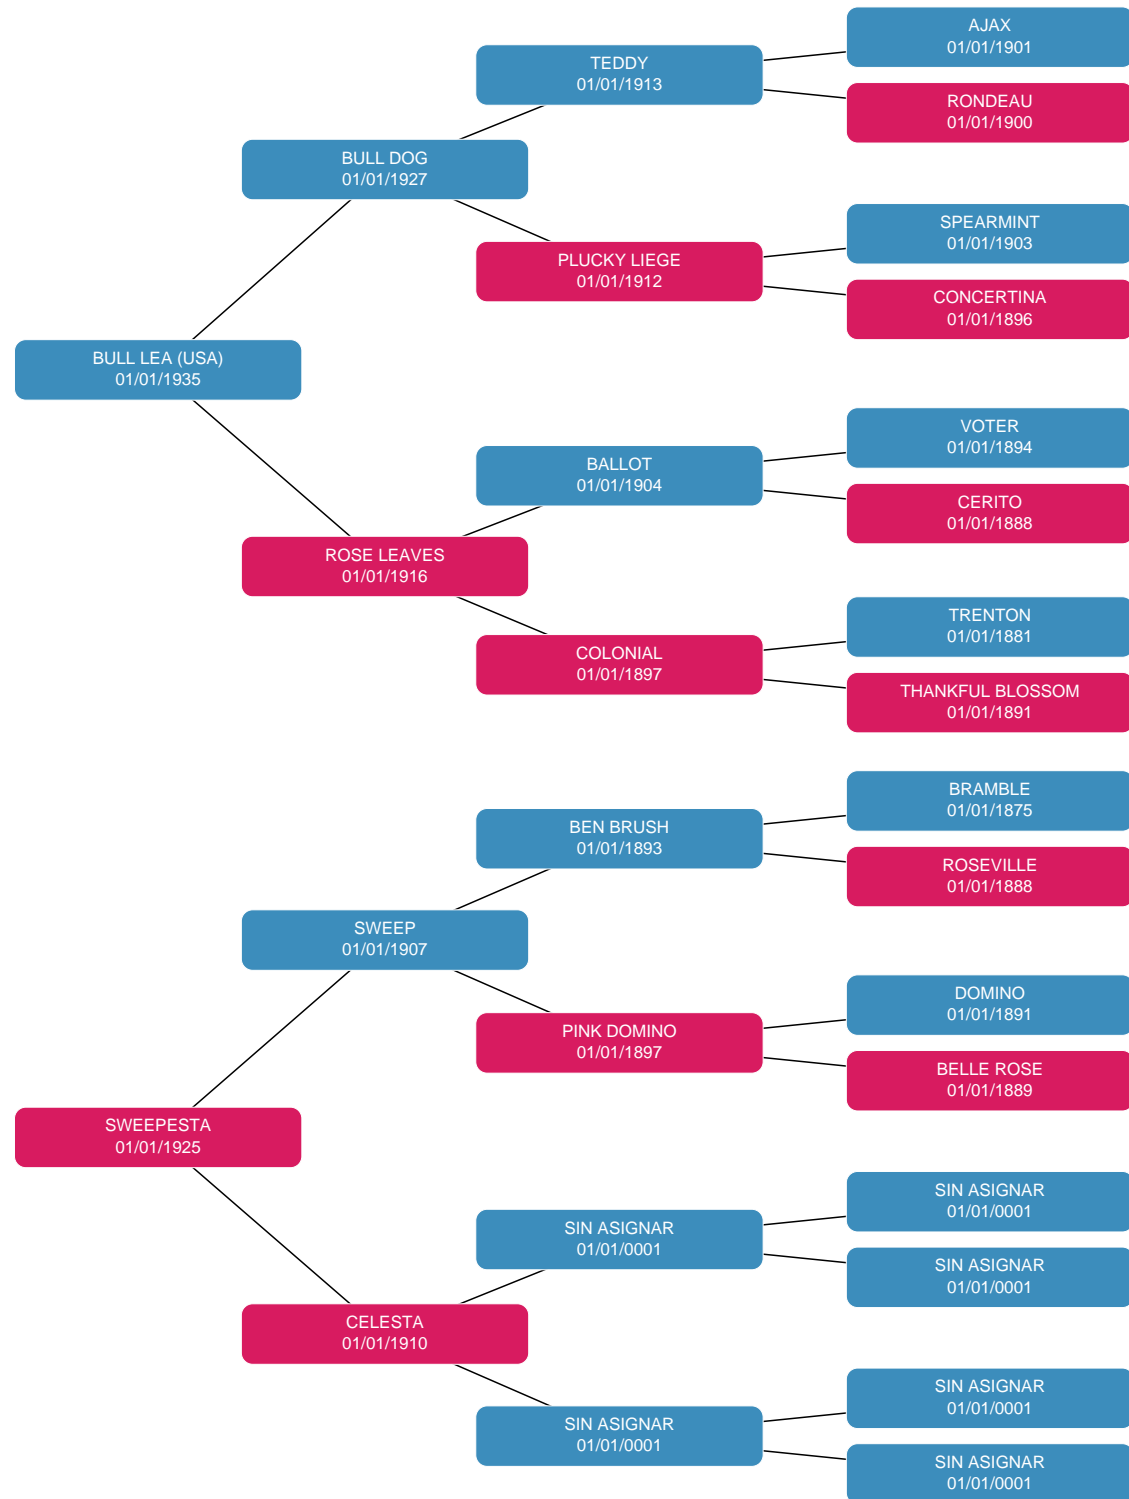 AJAX
01/01/1901
TEDDY
01/01/1913
RONDEAU
01/01/1900
BULL DOG
01/01/1927
SPEARMINT
01/01/1903
PLUCKY LIEGE
01/01/1912
CONCERTINA
01/01/1896
BULL LEA (USA)
01/01/1935
VOTER
01/01/1894
BALLOT
01/01/1904
CERITO
01/01/1888
ROSE LEAVES
01/01/1916
TRENTON
01/01/1881
COLONIAL
01/01/1897
THANKFUL BLOSSOM
01/01/1891
BRAMBLE
01/01/1875
BEN BRUSH
01/01/1893
ROSEVILLE
01/01/1888
SWEEP
01/01/1907
DOMINO
01/01/1891
PINK DOMINO
01/01/1897
BELLE ROSE
01/01/1889
SWEEPESTA
01/01/1925
SIN ASIGNAR
01/01/0001
SIN ASIGNAR
01/01/0001
SIN ASIGNAR
01/01/0001
CELESTA
01/01/1910
SIN ASIGNAR
01/01/0001
SIN ASIGNAR
01/01/0001
SIN ASIGNAR
01/01/0001